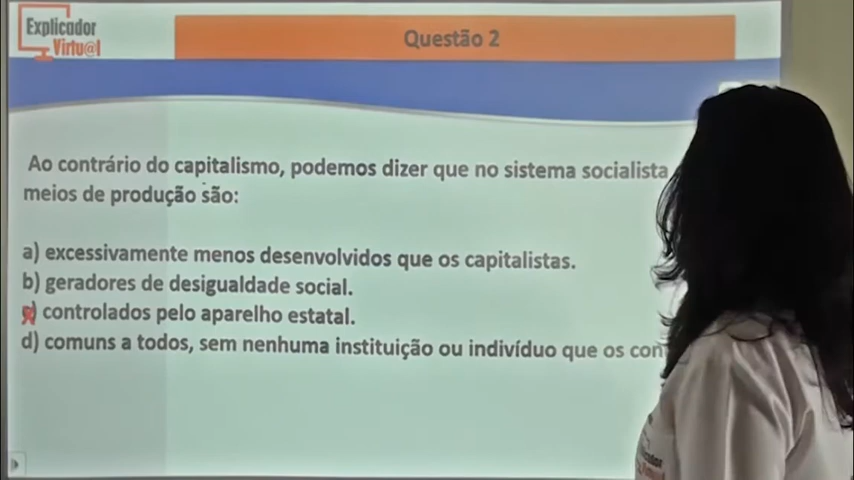 Explicador
Virtu@l
Questão 2
Ao contrário do capitalismo, podemos dizer que no sistema socialista
meios de produção são:
a) excessivamente menos desenvolvidos que os capitalistas.
b) geradores de desigualdade social.
) controlados pelo aparelho estatal.
d) comuns a todos, sem nenhuma instituição ou indivíduo que os con